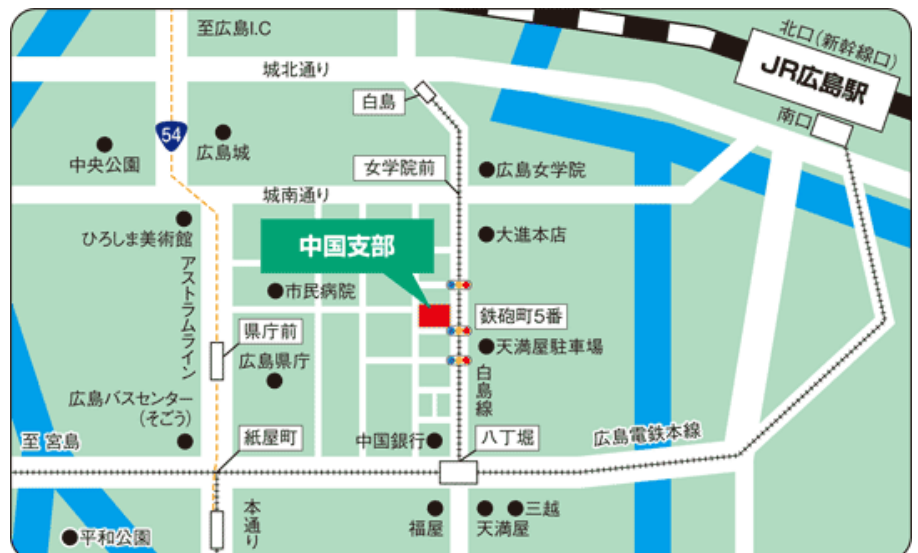 至広島I.C
北口(新幹線口)
城北通り
JR広島駅
白島
南口
54
広島城
中央公園
女学院前
広島女学院
城南通り
ひろしま美術館
中国支部
大進本店
アストラムライン
市民病院
鉄砲町5番
県庁前
天満屋駐車場
広島県庁
白島線
広島バスセンター
(そごう)
至 宮島
紙屋町
中国銀行
八丁堀
広島電鉄本線
本通り
福屋
天満屋
三越
平和公園